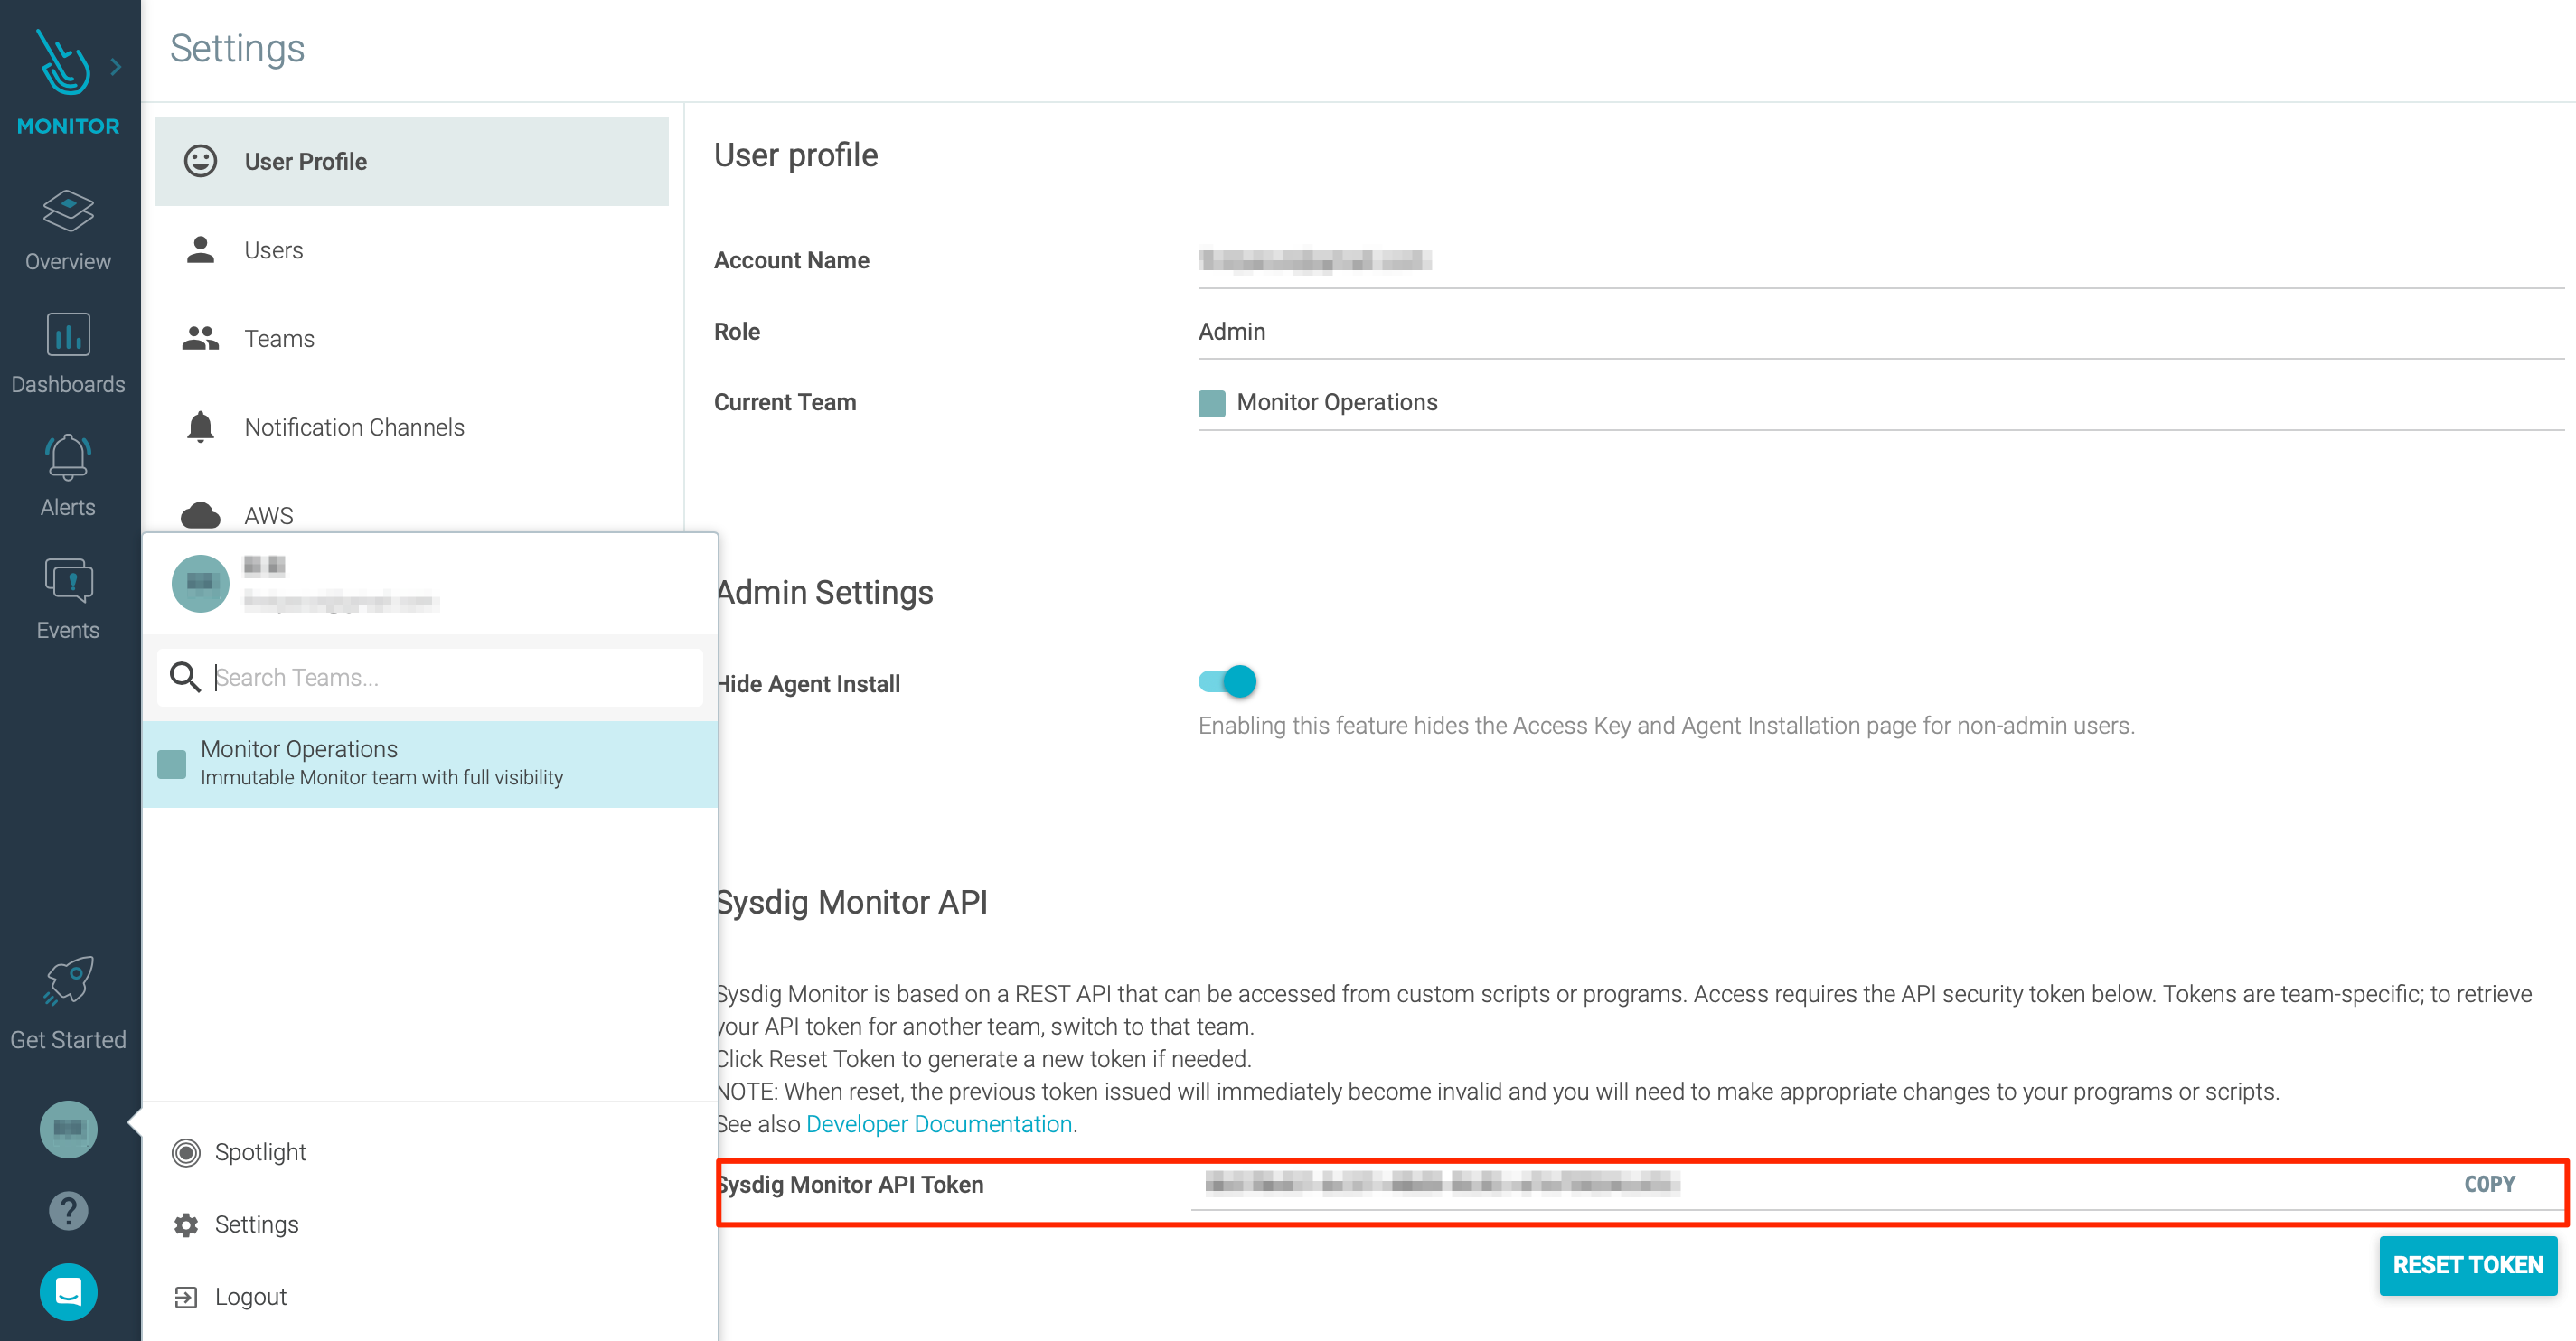 Settings
MONITOR
Overview
Dashboards
Alerts
Events
Get Started
User Profile
Users
Teams
Notification Channels
AWS
Search Teams...
Monitor Operations
Immutable Monitor team with full visibility
Spotlight
Settings
Logout
User profile
Account Name
Role
Admin
Current Team
Monitor Operations
Admin Settings
Hide Agent Install
Enabling this feature hides the Access Key and Agent Installation page for non-admin users.
Sysdig Monitor API
Sysdig Monitor is based on a REST API that can be accessed from custom scripts or programs. Access requires the API security token below. Tokens are team-specific; to retrieve
your API token for another team, switch to that team.
Click Reset Token to generate a new token if needed.
NOTE: When reset, the previous token issued will immediately become invalid and you will need to make appropriate changes to your programs or scripts.
See also Developer Documentation.
Sysdig Monitor API Token
COPY
RESET TOKEN